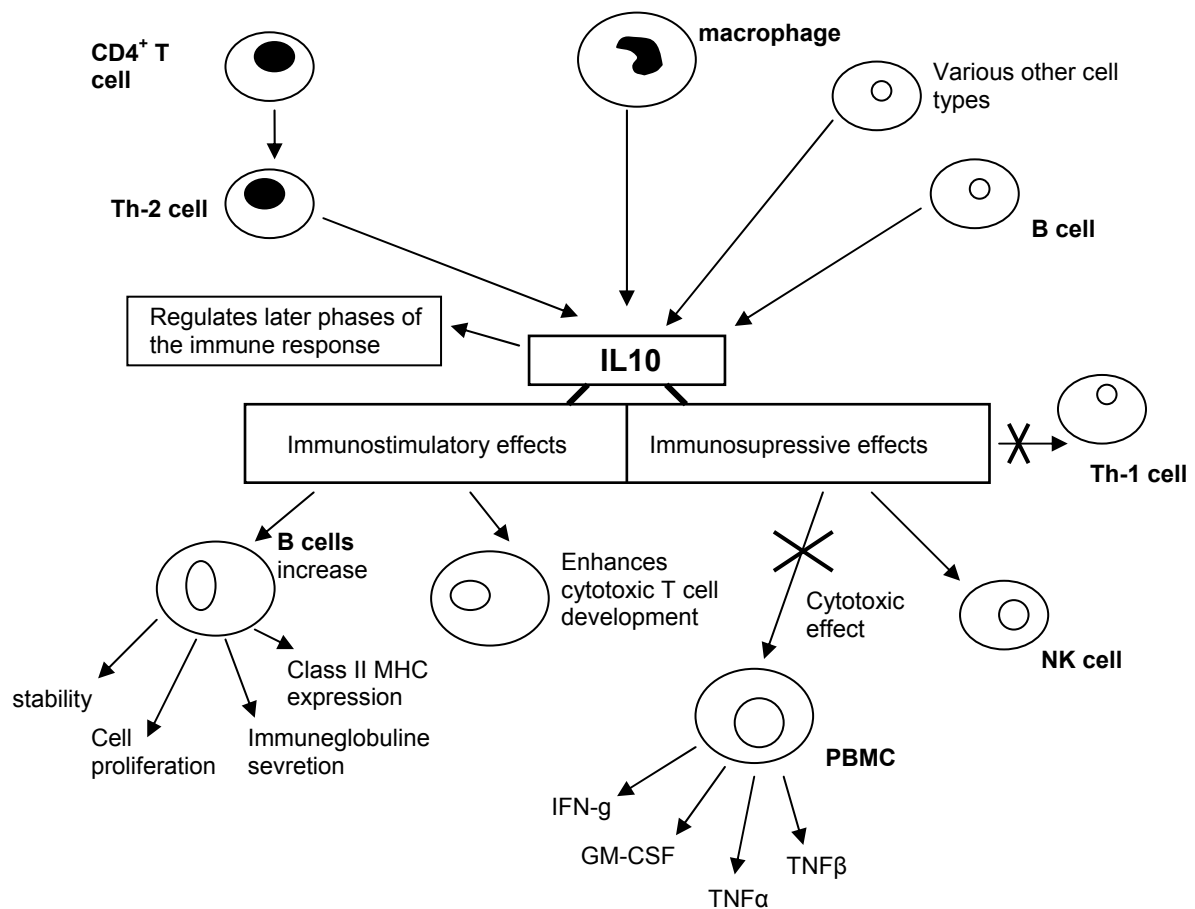 CD4⁺ T
cell
macrophage
Various other cell
types
Th-2 cell
B cell
Regulates later phases of
the immune response
IL10
Immunostimulatory effects
Immunosupressive effects
Th-1 cell
B cells
increase
Enhances
cytotoxic T cell
development
Cytotoxic
effect
NK cell
stability
Class II MHC
expression
Cell
proliferation
Immuneglobuline
sevretion
PBMC
IFN-g
GM-CSF
TNFα
TNFβ